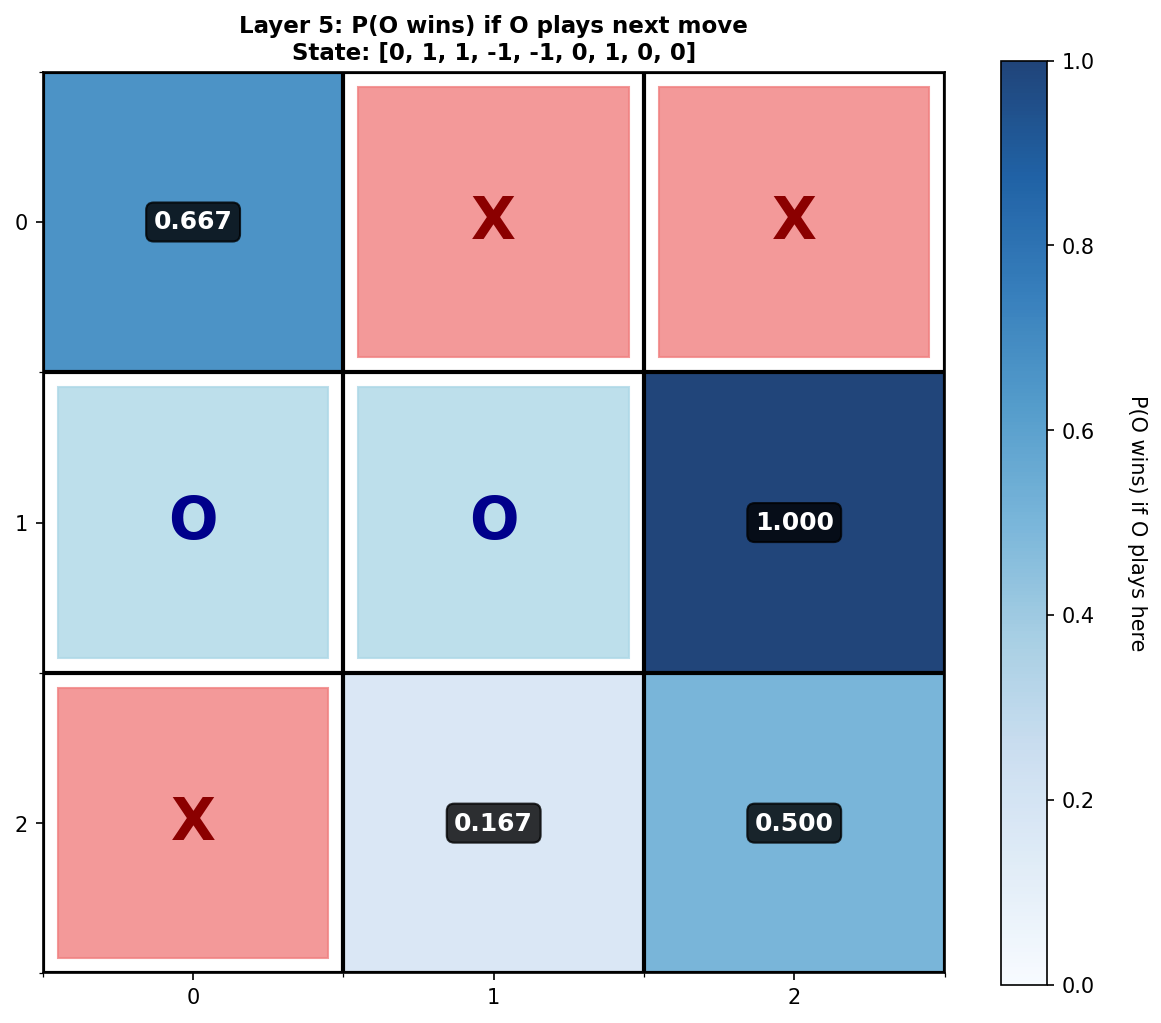 Layer 5: P(O wins) if O plays next move
State: [0, 1, 1, -1, -1, 0, 1, 0, 0]
0
0.667
X
X
1
O
O
1.000
2
X
0.167
0.500
0
1
2
1.0
0.8
0.6
0.4
0.2
0.0
P(O wins) if O plays here